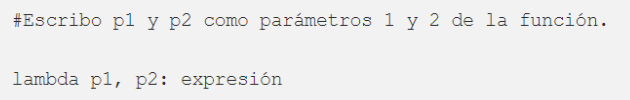 #Escribo p1 y p2 como parámetros 1 y 2 de la función.
lambda p1, p2: expresión